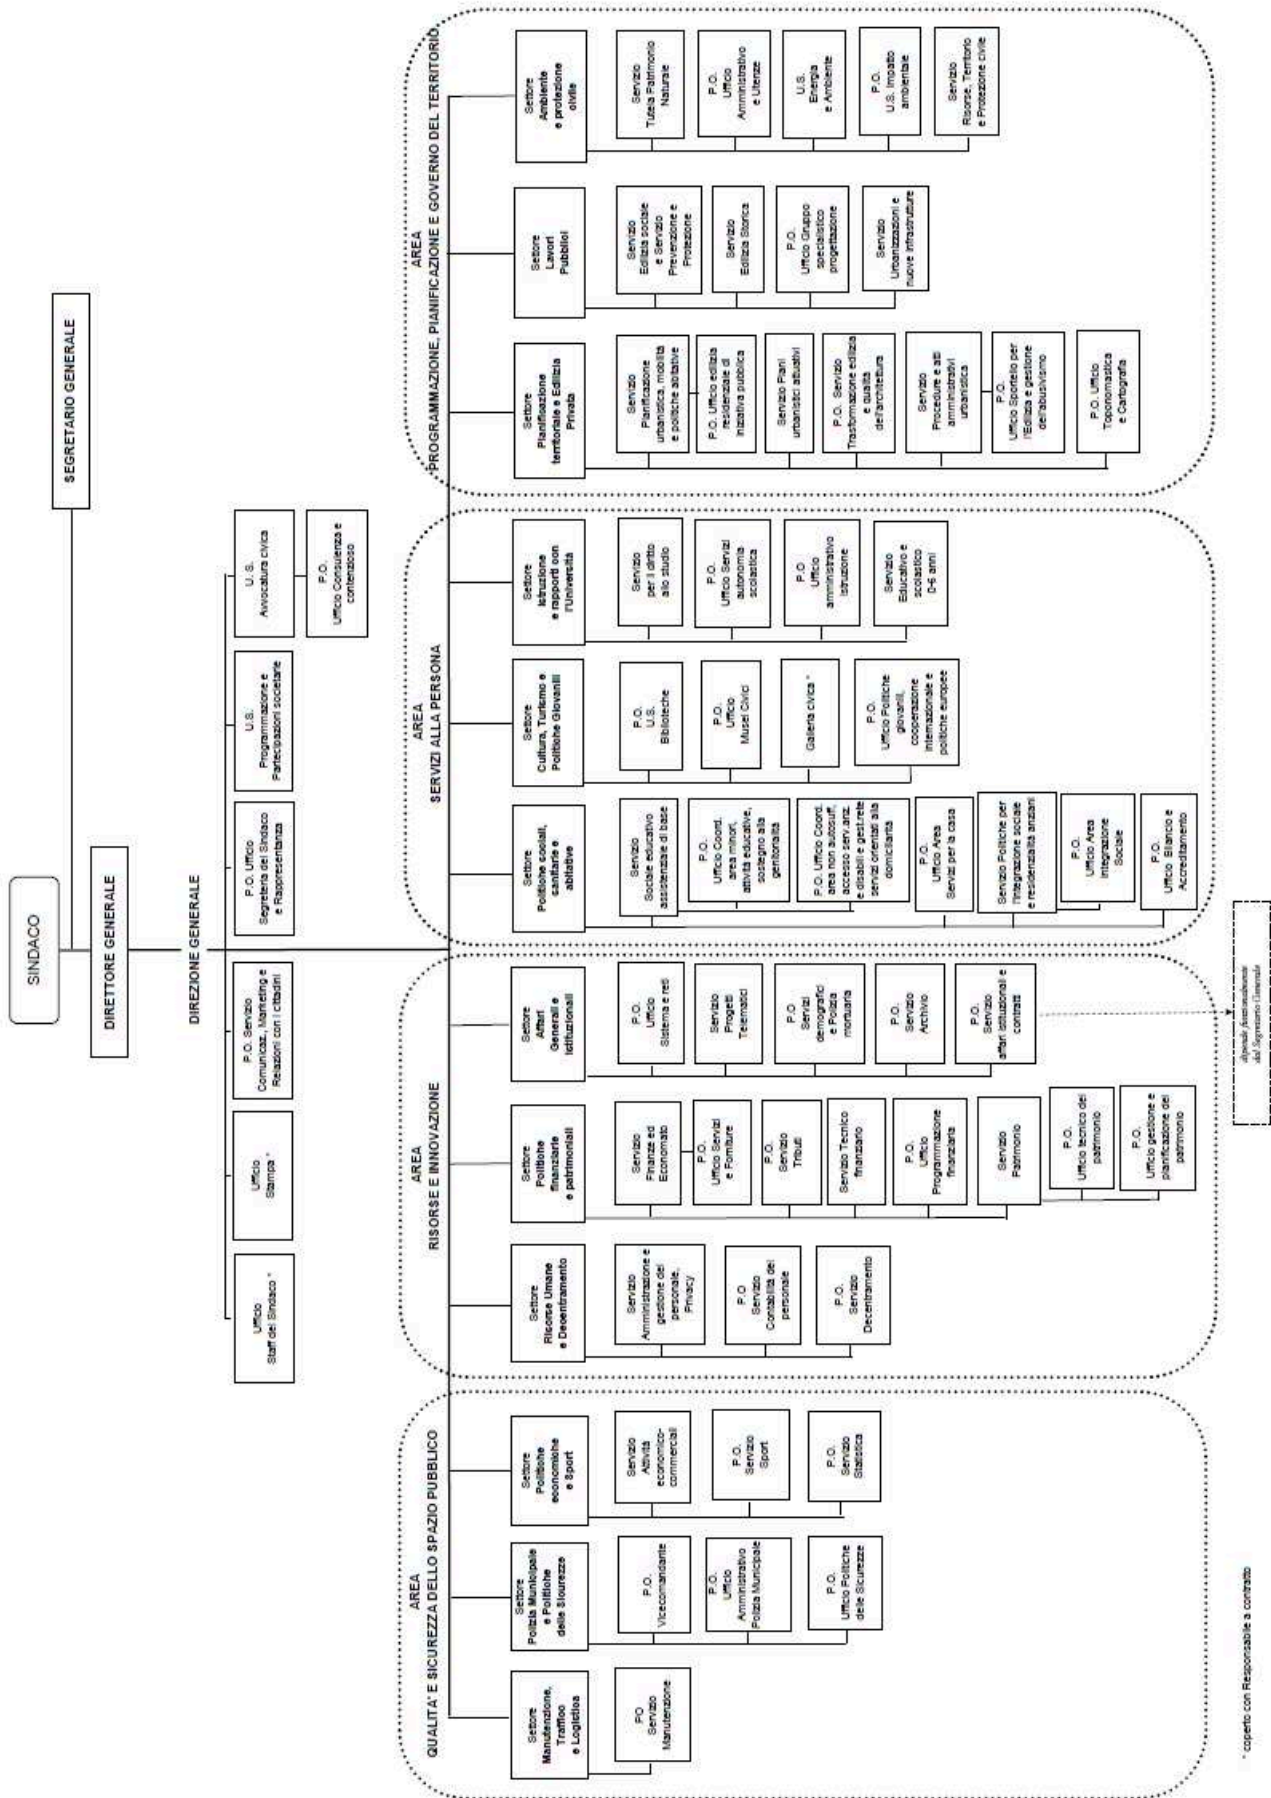 SINDACO
SEGRETARIO GENERALE
DIRETTORE GENERALE
DIREZIONE GENERALE
Ufficio
Staff del Sindaco *
Ufficio
Stampa *
P.O. Servizio
Comunicaz., Marketing e
Relazioni con i cittadini
P.O. Ufficio
Segreteria del Sindaco
e Rappresentanza
U.S.
Programmazione e
Partecipazioni societarie
U. S.
Avvocatura civica
P.O.
Ufficio Consulenza e
contenzioso
AREA
QUALITA' E SICUREZZA DELLO SPAZIO PUBBLICO
Settore
Manutenzione,
Traffico
e Logistica
PO
Servizio
Manutenzione
Settore
Polizia Municipale
e Politiche
delle Sicurezze
P.O.
Vicecomandante
P.O.
Ufficio
Amministrativo
Polizia Municipale
P.O.
Ufficio Politiche
delle Sicurezze
Settore
Politiche
economiche
e Sport
Servizio
Attività
economico-
commerciali
P.O.
Servizio
Sport
P.O.
Servizio
Statistica
AREA
RISORSE E INNOVAZIONE
Settore
Risorse Umane
e Decentramento
Servizio
Amministrazione e
gestione del
personale,
Privacy
P.O
Servizio
Contabilità del
personale
P.O.
Servizio
Decentramento
Settore
Politiche
finanziarie
e patrimoniali
Servizio
Finanze ed
Economato
P.O.
Ufficio Servizi
e Forniture
P.O.
Servizio
Tributi
Servizio Tecnico
finanziario
P.O.
Ufficio
Programmazione
finanziaria
Servizio
Patrimonio
P.O.
Ufficio tecnico del
patrimonio
P.O.
Ufficio gestione e
pianificazione del
patrimonio
Settore
Affari
Generali e
Istituzionali
P.O.
Ufficio
Sistema e reti
Servizio
Progetti
Telematici
P.O.
Servizi
demografici
e Polizia
mortuaria
P.O.
Servizio
Archivio
P.O.
Servizio
affari istituzionali e
contratti
dipende funzionalmente
dal Segretario Generale
AREA
SERVIZI ALLA PERSONA
Settore
Politiche sociali,
sanitarie e
abitative
Servizio
Sociale educativo
assistenziale di base
P.O.
Ufficio Coord.
area minori,
attività educative,
sostegno alla
genitorialità
P.O. Ufficio Coord.
area non autosuff,
accesso serv.anz.
e disabili e gest.rete
servizi orientati alla
domiciliarità
P.O.
Ufficio Area
Servizi per la casa
Servizio Politiche per
l'integrazione sociale
e residenzialità anziani
P.O.
Ufficio Area
Integrazione
Sociale
P.O.
Ufficio Bilancio e
Accreditamento
Settore
Cultura, Turismo e
Politiche Giovanili
P.O.
U.S.
Biblioteche
P.O.
Ufficio
Musei Civici
Galleria civica *
P.O.
Ufficio Politiche
giovanili,
cooperazione
internazionale e
politiche europee
Settore
Istruzione
e rapporti con
l'Università
Servizio
per il diritto
allo studio
P.O.
Ufficio Servizi
autonomia
scolastica
P.O
Ufficio
amministrativo
Istruzione
Servizio
Educativo e
scolastico
0-6 anni
AREA
PROGRAMMAZIONE, PIANIFICAZIONE E GOVERNO DEL TERRITORIO
Settore
Pianificazione
territoriale e Edilizia
Privata
Servizio
Pianificazione
urbanistica, mobilità
e politiche abitative
P.O. Ufficio edilizia
residenziale di
iniziativa pubblica
Servizio Piani
urbanistici attuativi
P.O. Servizio
Trasformazione edilizia
e qualità
dell'architettura
Servizio
Procedure e atti
amministrativi
urbanistica
P.O.
Ufficio Sportello per
l'Edilizia e gestione
dell'abusivismo
P.O. Ufficio
Toponomastica
e Cartografia
Settore
Lavori
Pubblici
Servizio
Edilizia sociale
e Servizio
Prevenzione e
Protezione
Servizio
Edilizia Storica
P.O.
Ufficio Gruppo
specialistico
progettazione
Servizio
Urbanizzazioni e
nuove infrastrutture
Settore
Ambiente
e protezione
civile
Servizio
Tutela Patrimonio
Naturale
P.O.
Ufficio
Amministrativo
e Utenze
U.S.
Energia
e Ambiente
P.O.
U.S. Impatto
ambientale
Servizio
Risorse, Territorio
e Protezione civile
* coperto con Responsabile a contratto